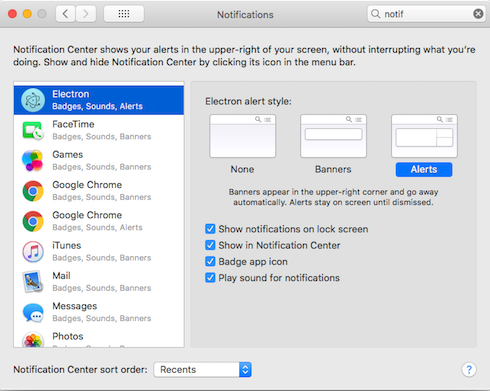 Notifications
notif
Notification Center shows your alerts in the upper-right of your screen, without interrupting what you're
doing. Show and hide Notification Center by clicking its icon in the menu bar.
Electron
Badges, Sounds, Alerts
FaceTime
Badges, Sounds, Banners
Games
Badges, Sounds, Banners
Google Chrome
Badges, Sounds, Banners
Google Chrome
Badges, Sounds, Alerts
iTunes
Badges, Sounds, Banners
Mail
Badges, Sounds, Banners
Messages
Badges, Sounds, Banners
Photos
Badges, Sounds, Banners
Electron alert style:
None
Banners
Alerts
Banners appear in the upper-right corner and go away
automatically. Alerts stay on screen until dismissed.
Show notifications on lock screen
Show in Notification Center
Badge app icon
Play sound for notifications
Notification Center sort order:
Recents
?